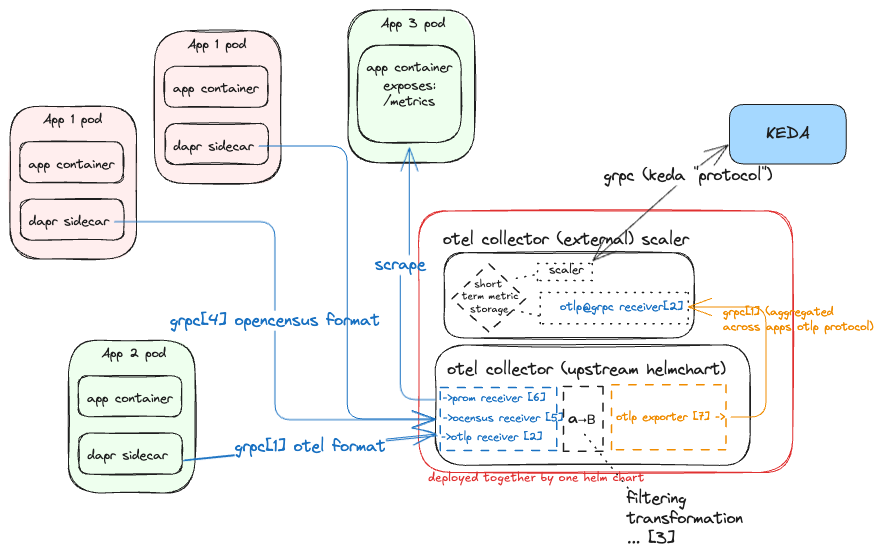 App 3 pod
app container
exposes:
/metrics
App 1 pod
app container
dapr sidecar
App 1 pod
app container
dapr sidecar
KEDA
grpc (keda "protocol")
scrape
otel collector (external) scaler
scaler
short
term metric
storage
otlp@grpc receiver[2]
grpc[1] (aggregated
across apps otlp protocol)
grpc[4] opencensus format
App 2 pod
app container
dapr sidecar
grpc[1] otel format
otel collector (upstream helmchart)
->prom receiver [6]
->ocensus receiver [5]
->otlp receiver [2]
a→B
otlp exporter [7] ->
deployed together by one helm chart
filtering
transformation
... [3]